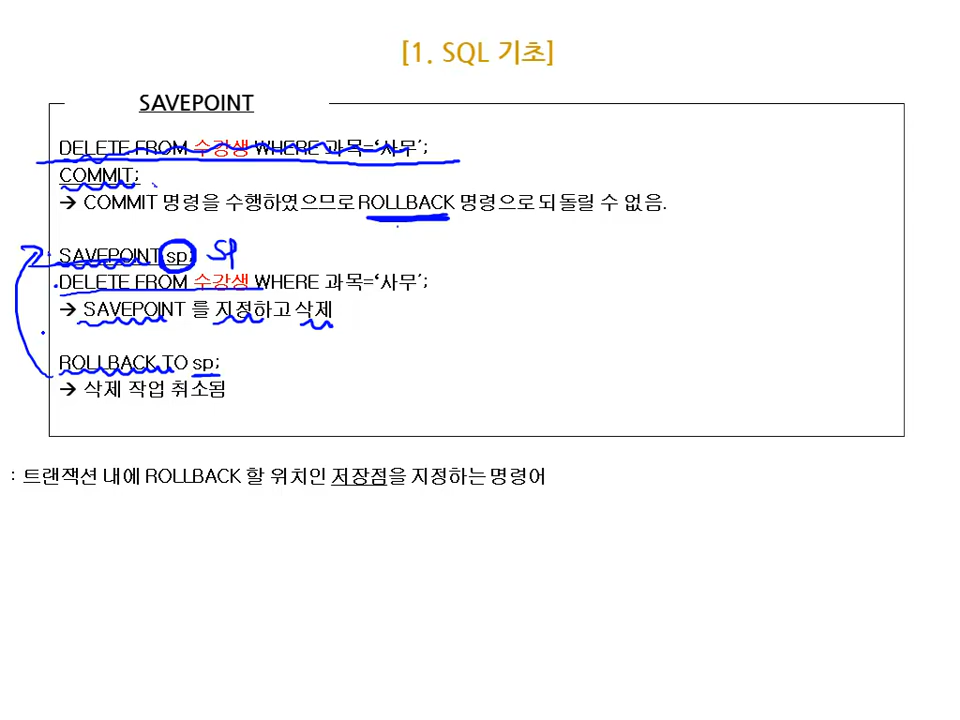 [1. SQL 기초]
SAVEPOINT
DELETE FROM 수강생 WHERE 과목=‘사무’;
COMMIT;
→ COMMIT 명령을 수행하였으므로 ROLLBACK 명령으로 되돌릴 수 없음.
SAVEPOINT sp; SP
DELETE FROM 수강생 WHERE 과목=‘사무’;
→ SAVEPOINT 를 지정하고 삭제
ROLLBACK TO sp;
→ 삭제 작업 취소됨
: 트랜잭션 내에 ROLLBACK 할 위치인 저장점을 지정하는 명령어